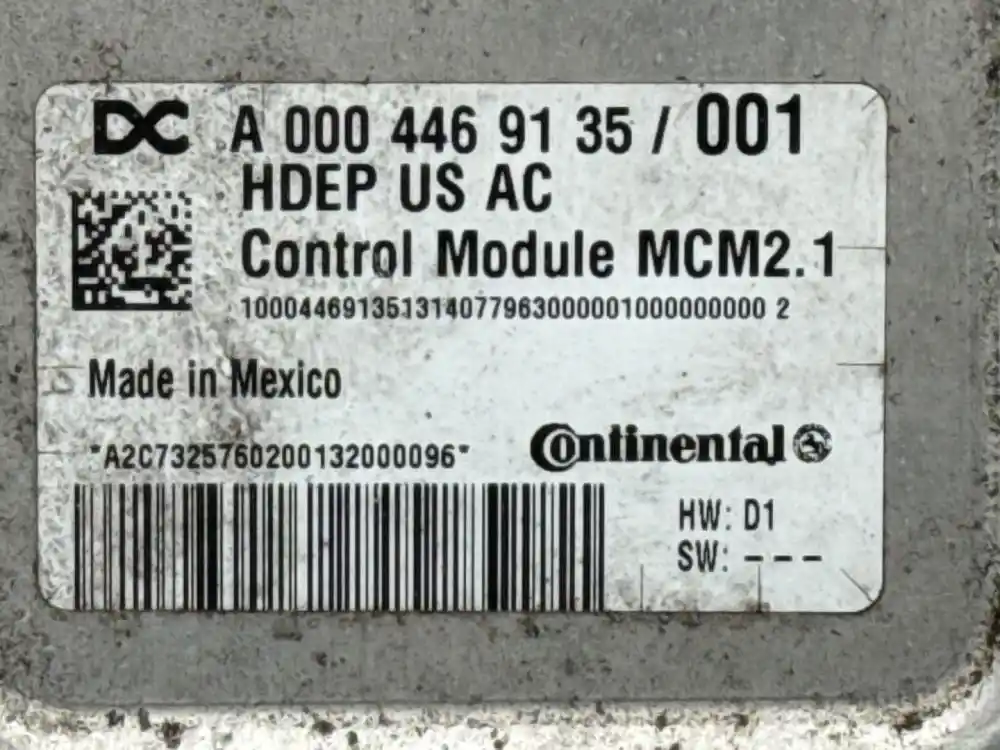 DC A 000 446 91 35 / 001
HDEP US AC
Control Module MCM2.1
10004469135131407796300000100000000 2
Made in Mexico
*A2C7325760200132000096*
Continental
HW: D1
SW: ---